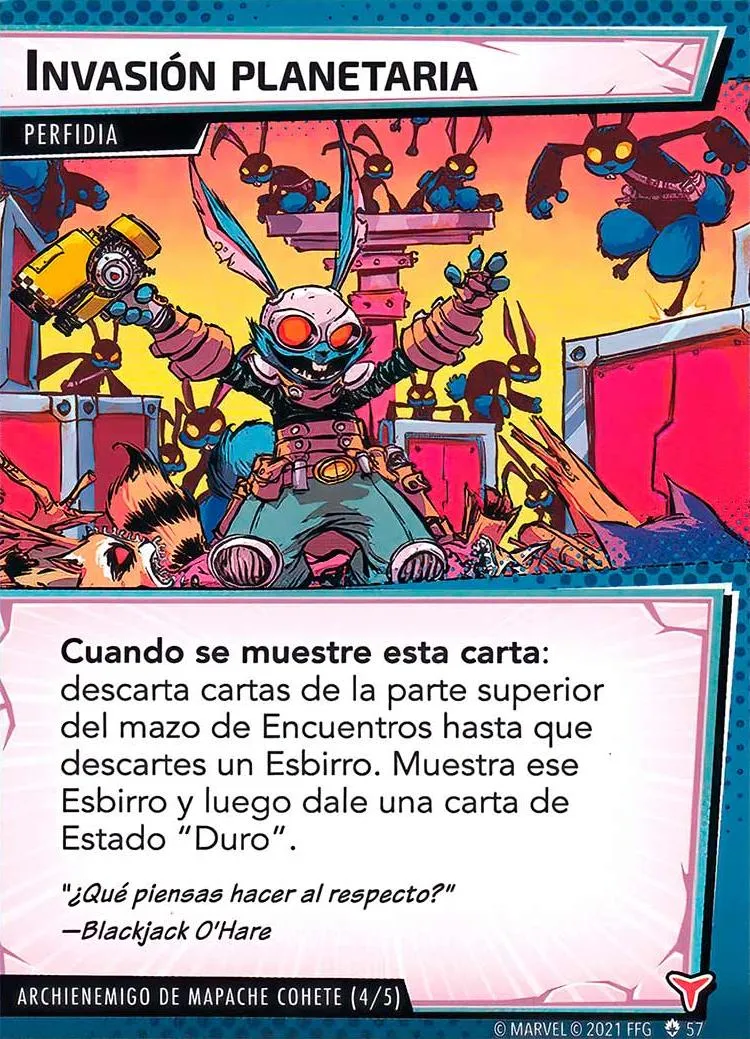 INVASIÓN PLANETARIA
PERFIDIA
Cuando se muestre esta carta:
descarta cartas de la parte superior
del mazo de Encuentros hasta que
descartes un Esbirro. Muestra ese
Esbirro y luego dale una carta de
Estado “Duro”.
"¿Qué piensas hacer al respecto?"
—Blackjack O'Hare
ARCHIENEMIGO DE MAPACHE COHETE (4/5)
© MARVEL © 2021 FFG 57